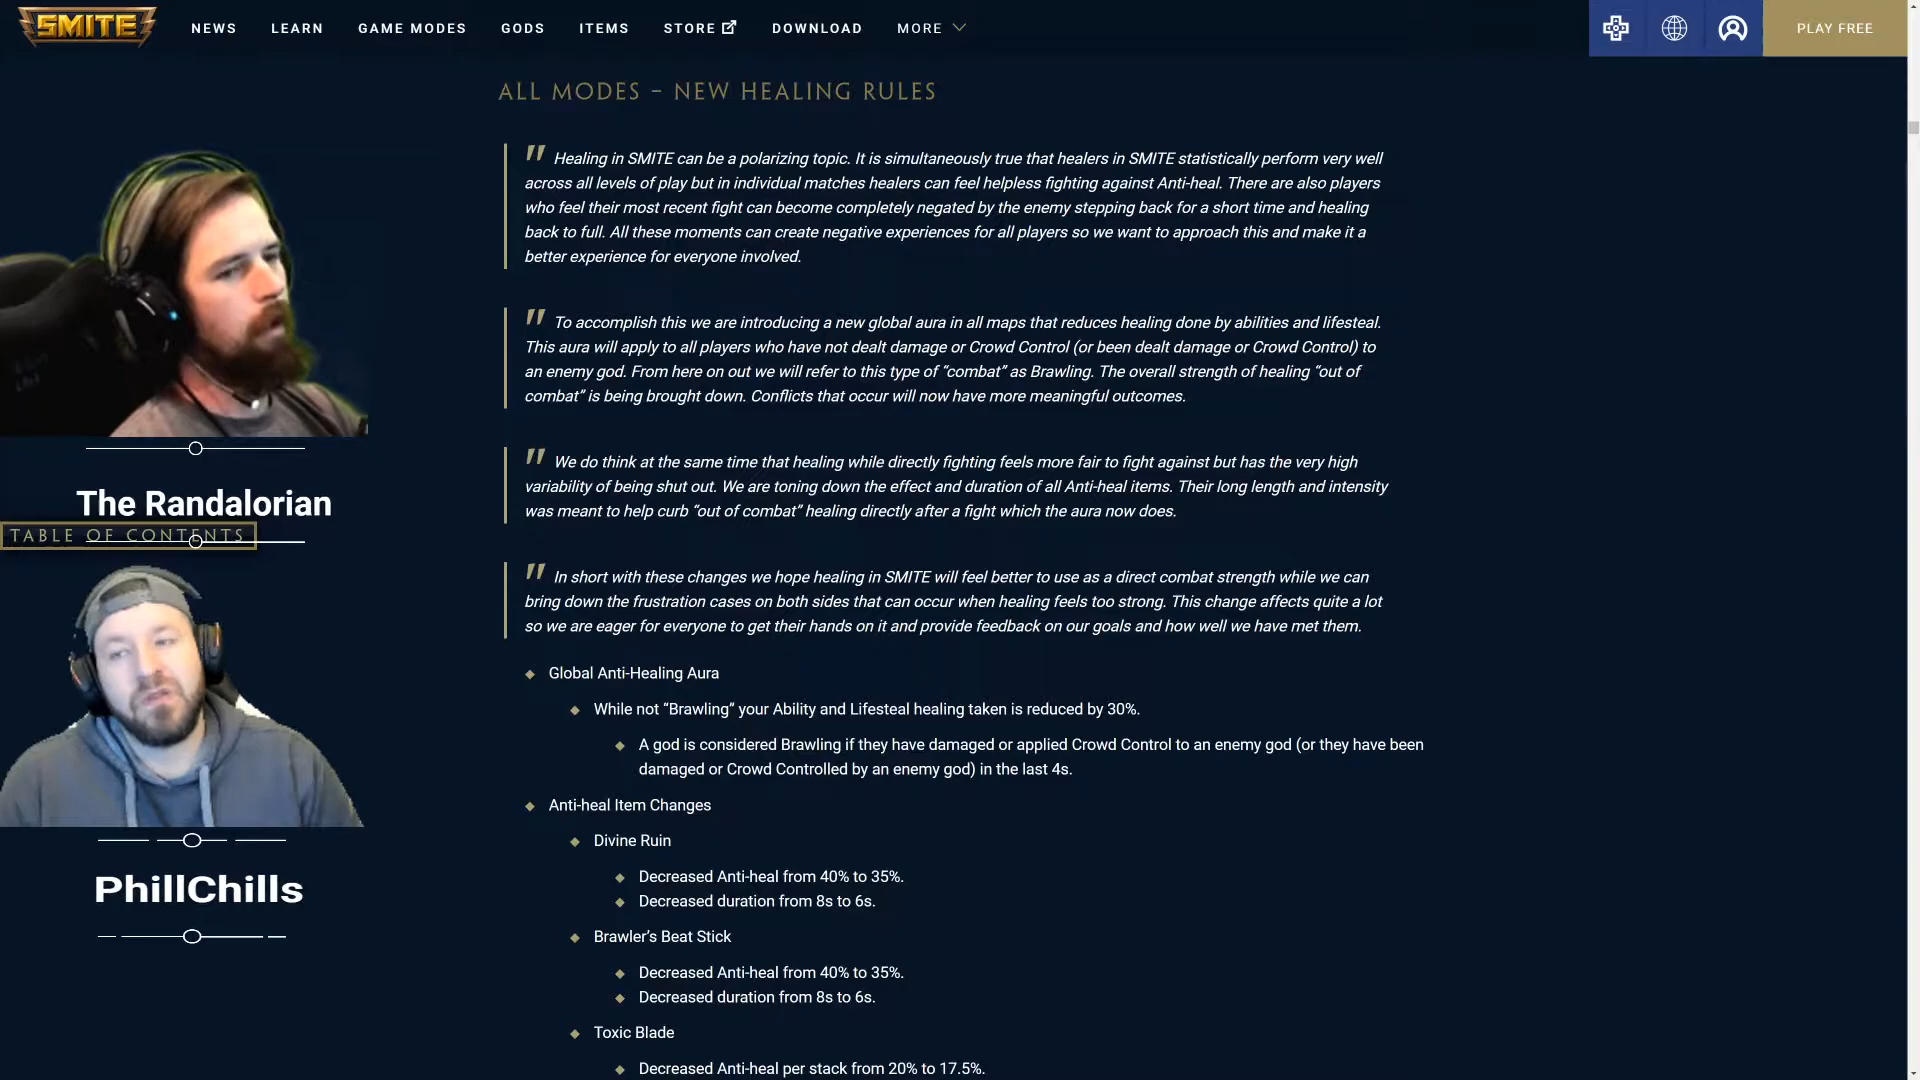 SMITE
NEWS
LEARN
GAME MODES
GODS
ITEMS
STORE
DOWNLOAD
MORE
PLAY FREE
ALL MODES – NEW HEALING RULES
" Healing in SMITE can be a polarizing topic. It is simultaneously true that healers in SMITE statistically perform very well
across all levels of play but in individual matches healers can feel helpless fighting against Anti-heal. There are also players
who feel their most recent fight can become completely negated by the enemy stepping back for a short time and healing
back to full. All these moments can create negative experiences for all players so we want to approach this and make it a
better experience for everyone involved.
" To accomplish this we are introducing a new global aura in all maps that reduces healing done by abilities and lifesteal.
This aura will apply to all players who have not dealt damage or Crowd Control (or been dealt damage or Crowd Control) to
an enemy god. From here on out we will refer to this type of “combat” as Brawling. The overall strength of healing “out of
combat” is being brought down. Conflicts that occur will now have more meaningful outcomes.
" We do think at the same time that healing while directly fighting feels more fair to fight against but has the very high
variability of being shut out. We are toning down the effect and duration of all Anti-heal items. Their long length and intensity
was meant to help curb “out of combat” healing directly after a fight which the aura now does.
" In short with these changes we hope healing in SMITE will feel better to use as a direct combat strength while we can
bring down the frustration cases on both sides that can occur when healing feels too strong. This change affects quite a lot
so we are eager for everyone to get their hands on it and provide feedback on our goals and how well we have met them.
Global Anti-Healing Aura
While not “Brawling” your Ability and Lifesteal healing taken is reduced by 30%.
A god is considered Brawling if they have damaged or applied Crowd Control to an enemy god (or they have been
damaged or Crowd Controlled by an enemy god) in the last 4s.
Anti-heal Item Changes
Divine Ruin
Decreased Anti-heal from 40% to 35%.
Decreased duration from 8s to 6s.
Brawler’s Beat Stick
Decreased Anti-heal from 40% to 35%.
Decreased duration from 8s to 6s.
Toxic Blade
Decreased Anti-heal per stack from 20% to 17.5%.
The Randalorian
TABLE OF CONTENTS
PhillChills